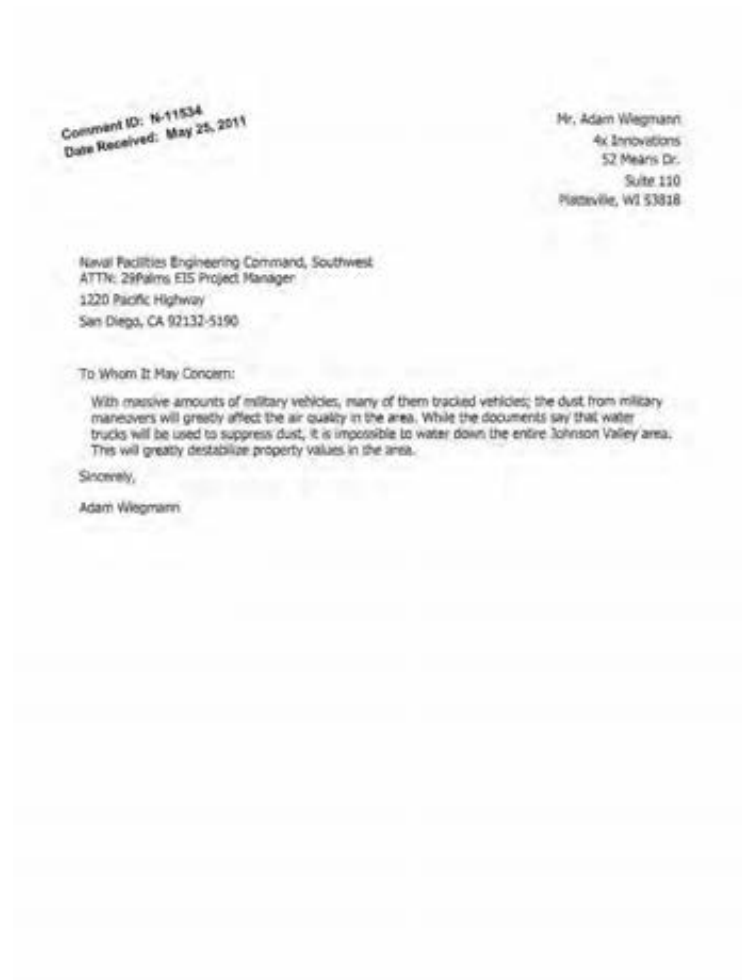 Comment ID: N-11534
Date Received: May 25, 2011
Mr. Adam Wiegmann
4x Innovations
52 Means Dr.
Suite 110
Platteville, WI 53818
Naval Facilities Engineering Command, Southwest
ATTN: 29Palms EIS Project Manager
1220 Pacific Highway
San Diego, CA 92132-5190
To Whom It May Concern:
With massive amounts of military vehicles, many of them tracked vehicles; the dust from military
maneuvers will greatly affect the air quality in the area. While the documents say that water
trucks will be used to suppress dust, it is impossible to water down the entire Johnson Valley area.
This will greatly destabilize property values in the area.
Sincerely,
Adam Wiegmann